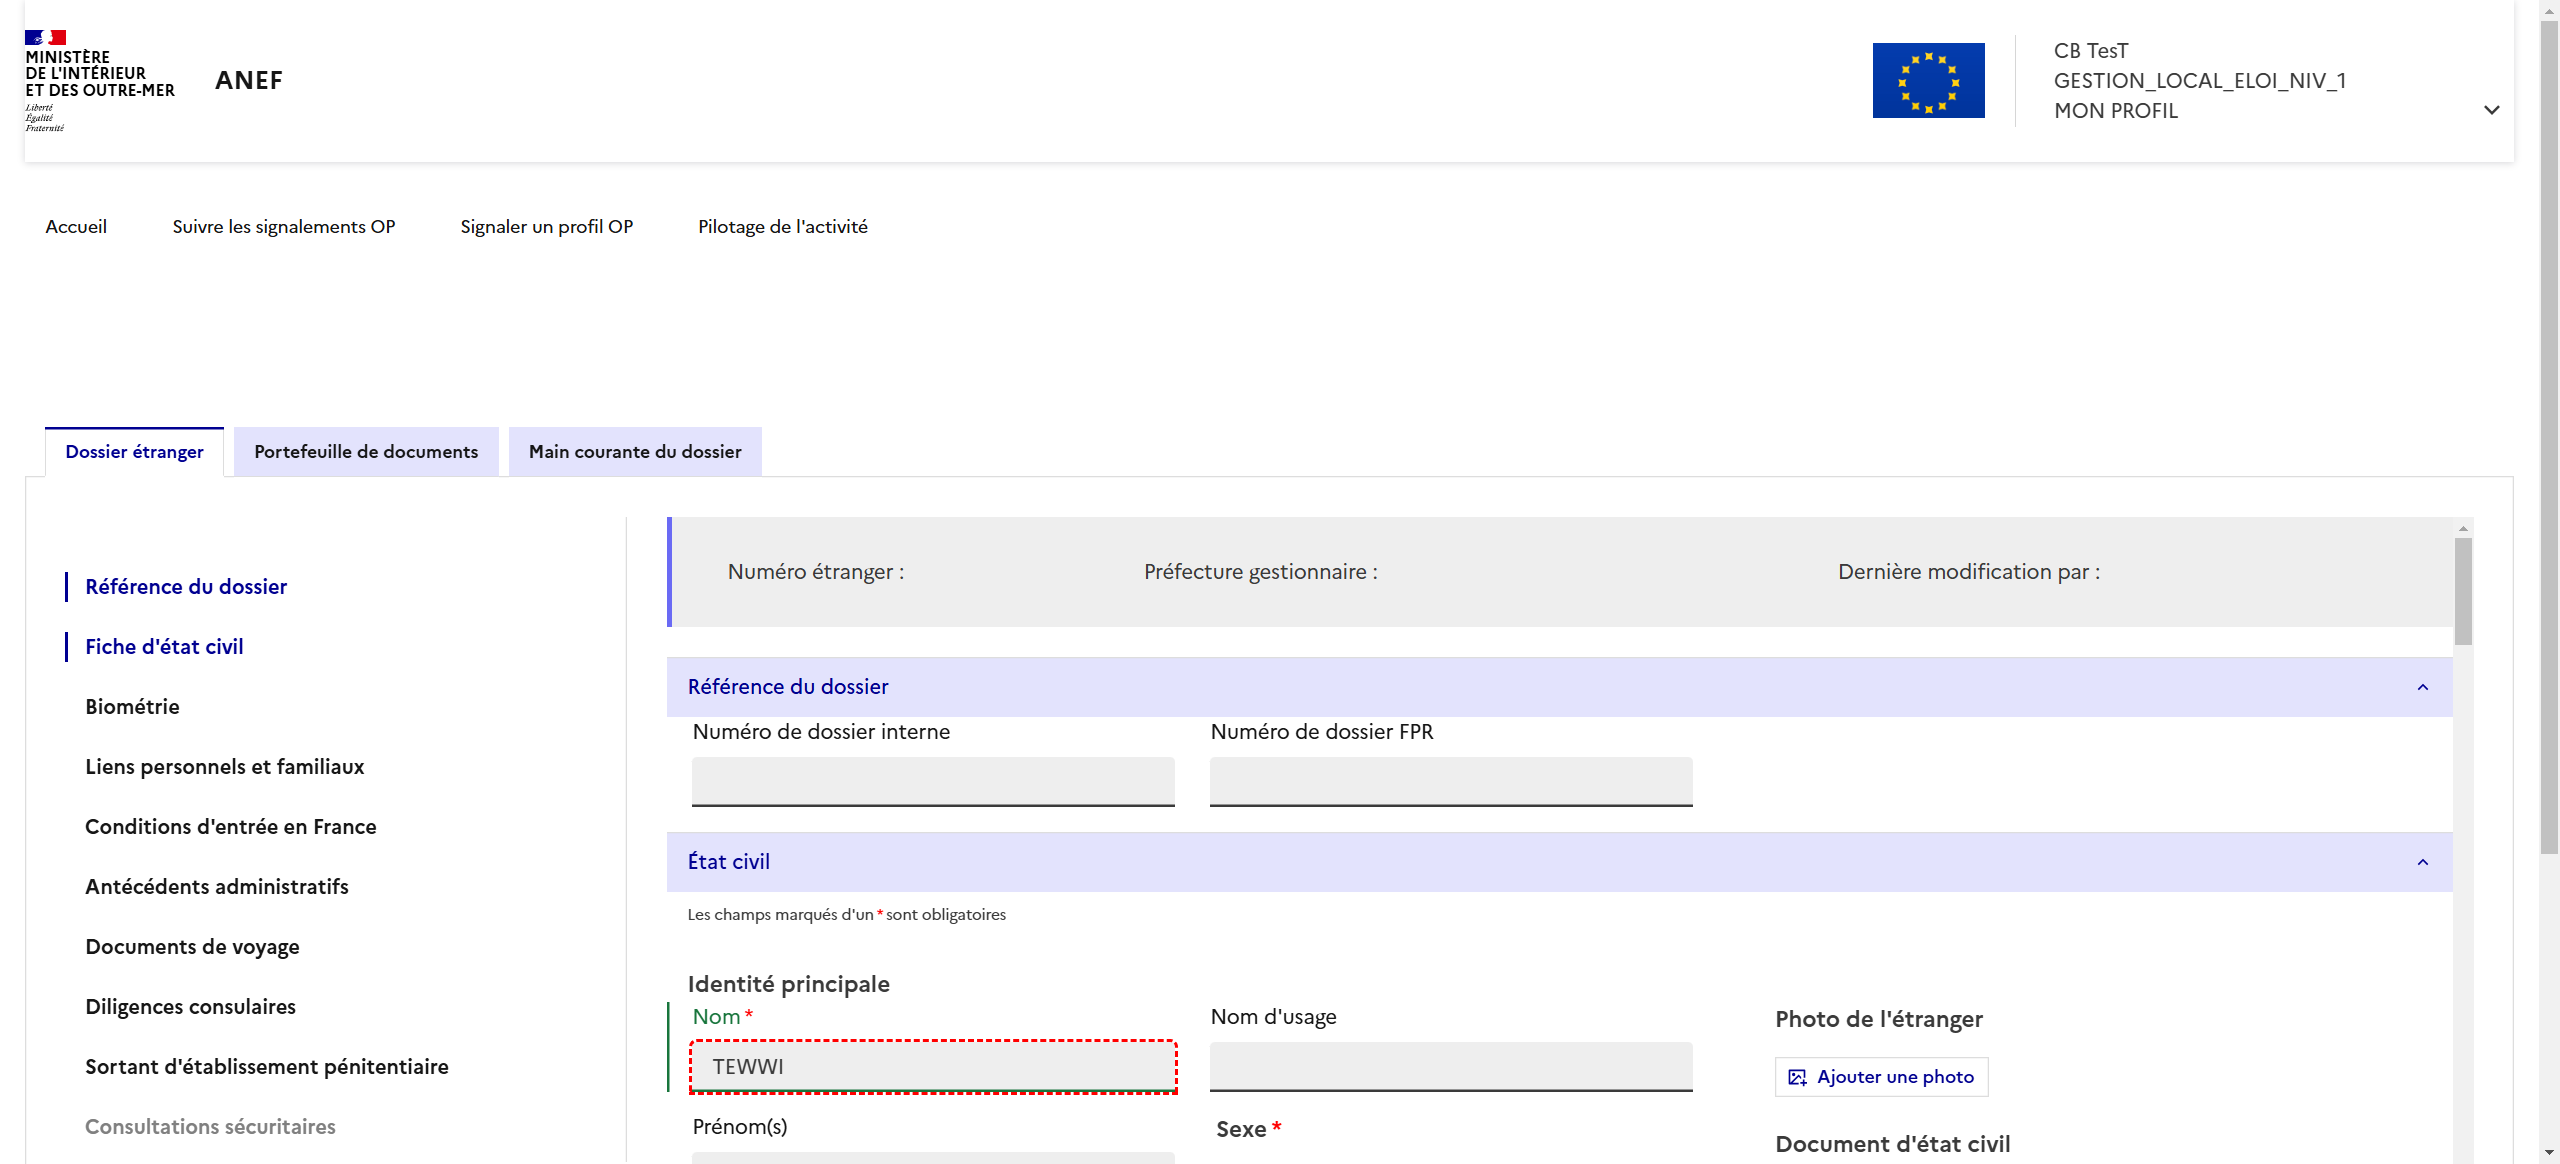 MINISTÈRE
DE L'INTÉRIEUR
ET DES OUTRE-MER
Liberté
Égalité
Fraternité
ANEF
CB TesT
GESTION_LOCAL_ELOI_NIV_1
MON PROFIL
Accueil
Suivre les signalements OP
Signaler un profil OP
Pilotage de l'activité
Dossier étranger
Portefeuille de documents
Main courante du dossier
Référence du dossier
Fiche d'état civil
Biométrie
Liens personnels et familiaux
Conditions d'entrée en France
Antécédents administratifs
Documents de voyage
Diligences consulaires
Sortant d'établissement pénitentiaire
Consultations sécuritaires
Numéro étranger :
Préfecture gestionnaire :
Dernière modification par :
Référence du dossier
Numéro de dossier interne
Numéro de dossier FPR
État civil
Les champs marqués d'un * sont obligatoires
Identité principale
Nom *
TEWWI
Nom d'usage
Prénom(s)
Sexe *
Photo de l'étranger
Ajouter une photo
Document d'état civil